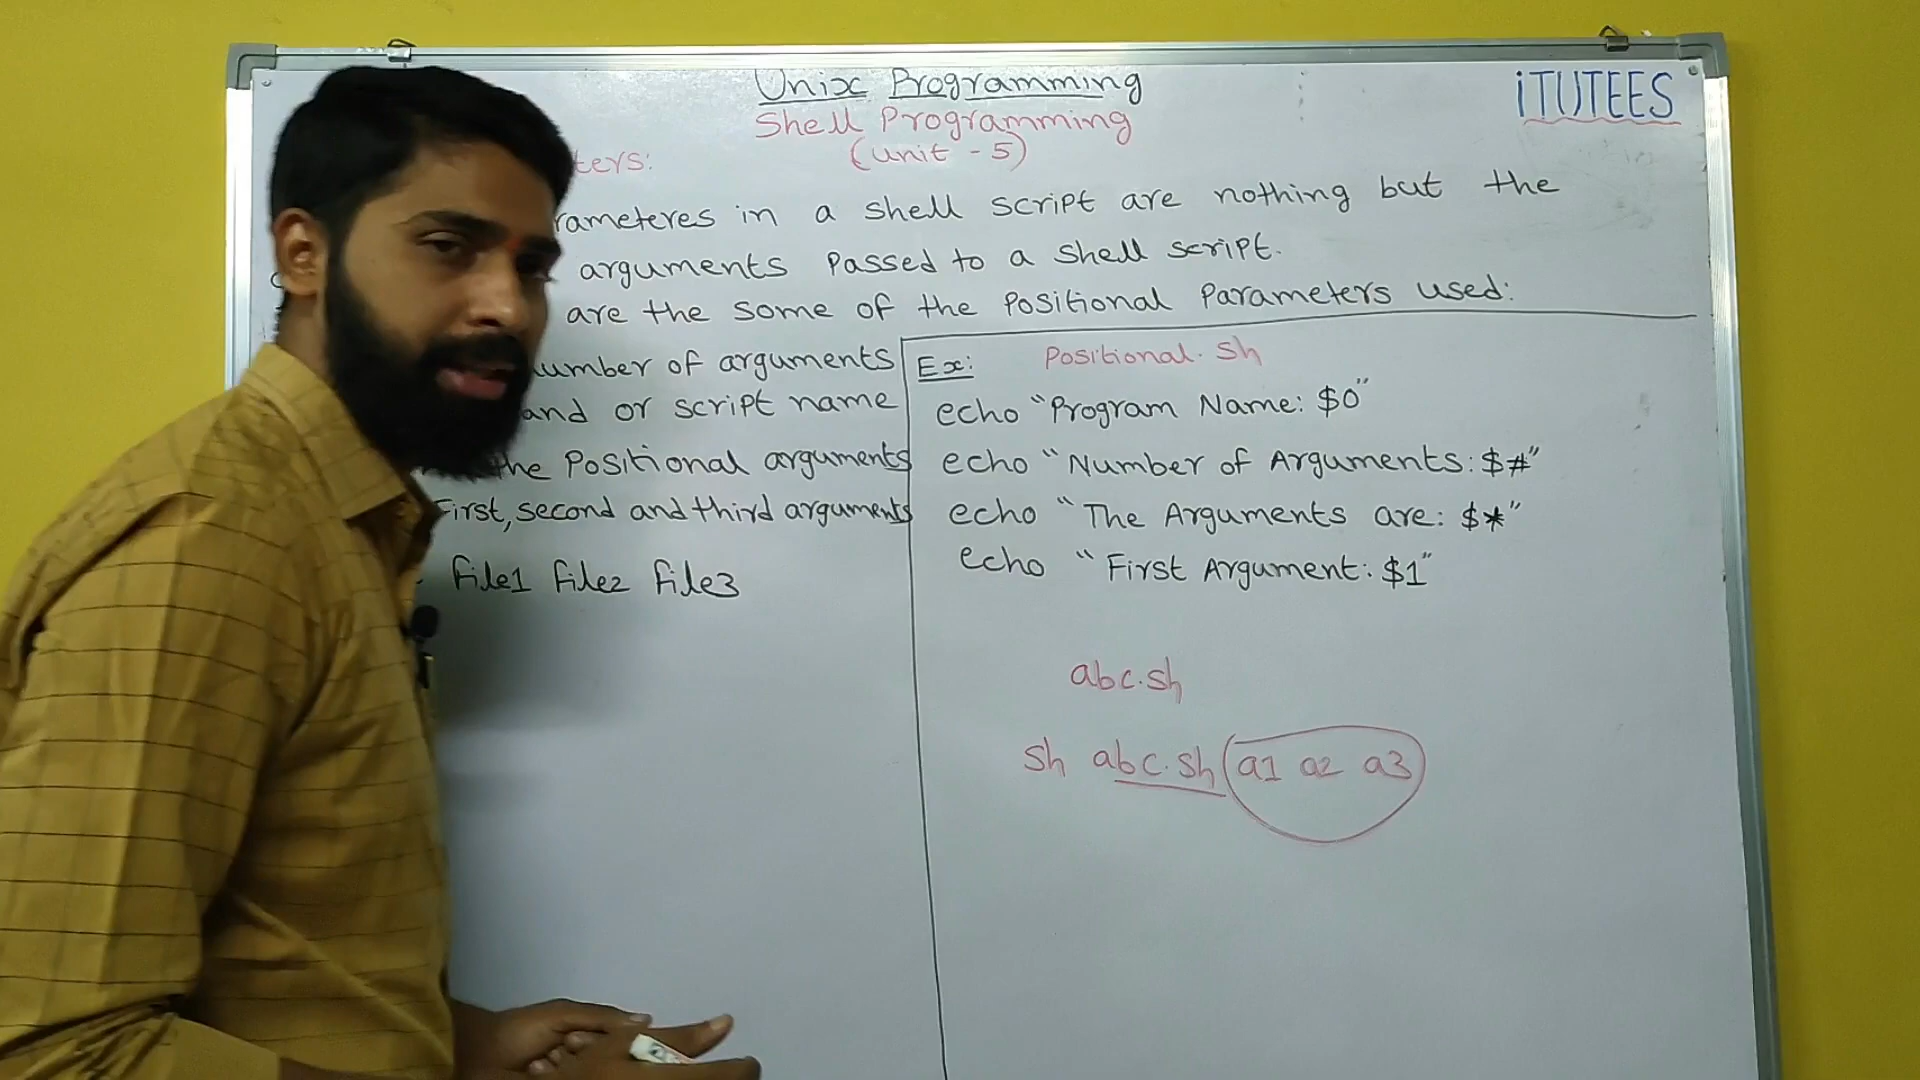 Unix Programming
iTUTEES
Shell Programming
(Unit - 5)
ters:
rameteres in a shell script are nothing but the
arguments passed to a shell script.
are the some of the Positional Parameters used:
number of arguments
and or script name
the Positional arguments
First, second and third arguments
file1 file2 file3
Ex: Positional.sh
echo "Program Name: $0"
echo "Number of Arguments: $#"
echo "The Arguments are: $*"
echo "First Argument: $1"
abc.sh
sh abc.sh a1 a2 a3